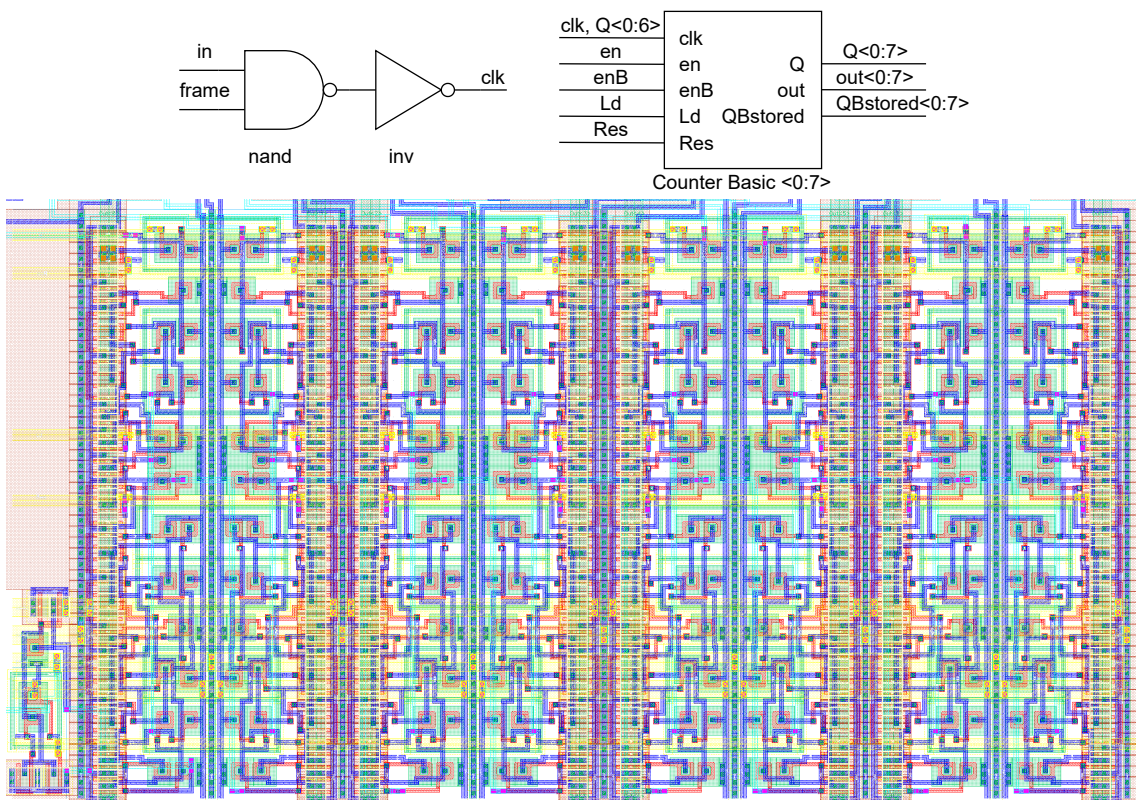 in
frame
clk
nand
inv
clk, Q<0:6>
en
enB
Ld
Res
clk
en
enB
Ld
Res
Q
out
QBstored
Q<0:7>
out<0:7>
QBstored<0:7>
Counter Basic <0:7>